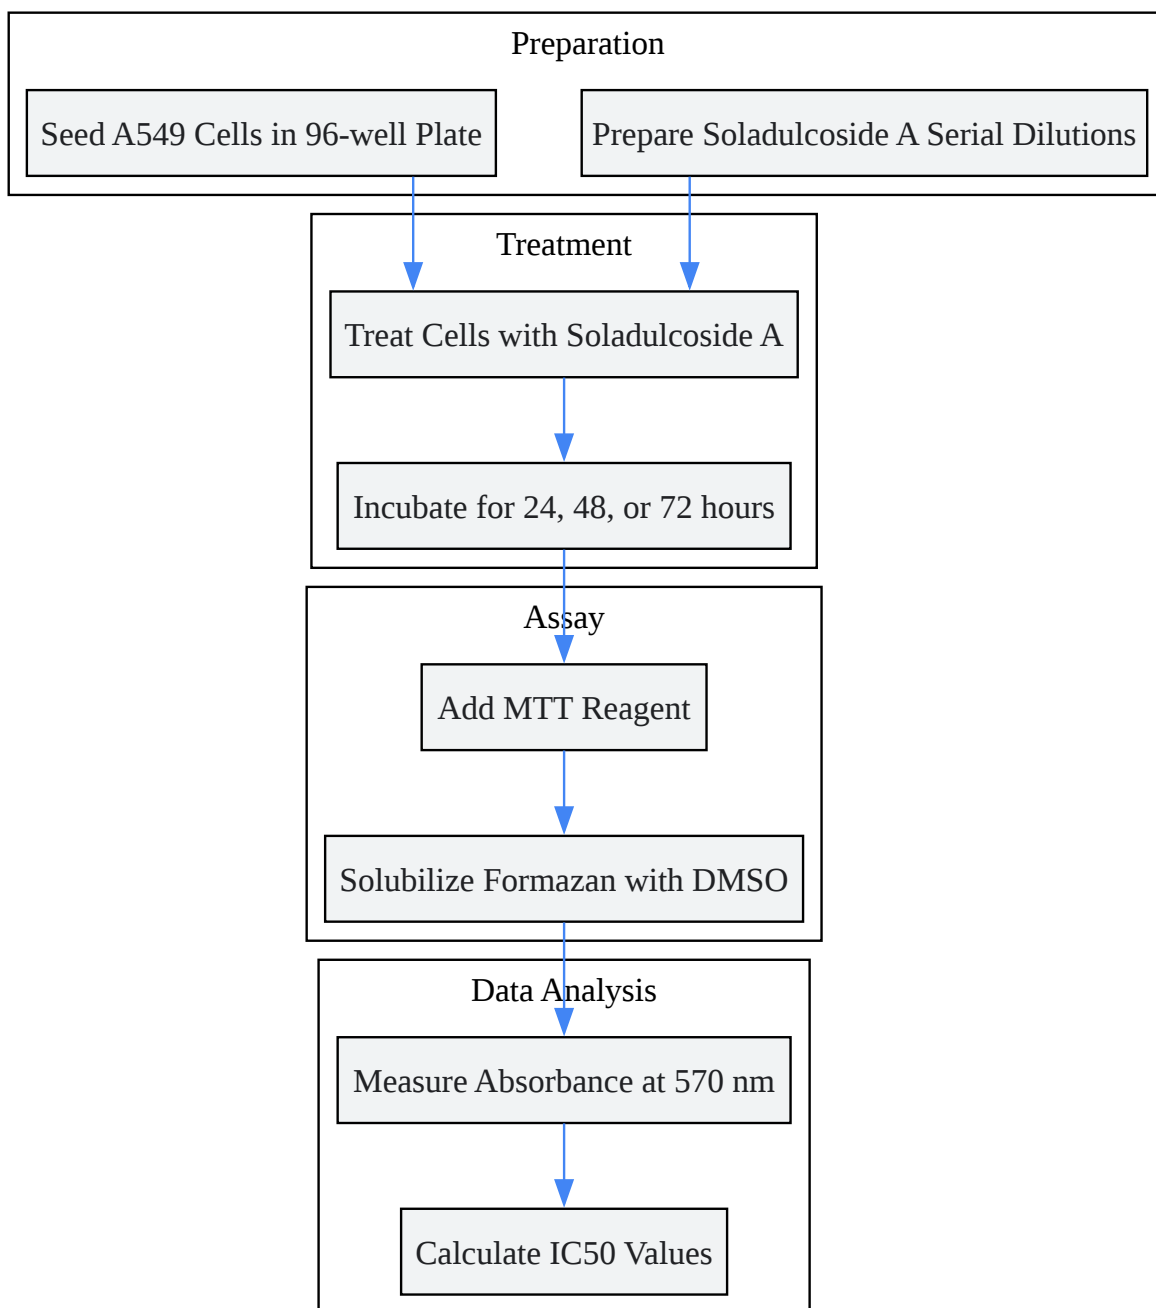 Preparation
Seed A549 Cells in 96-well Plate
Prepare Soladulcoside A Serial Dilutions
Treatment
Treat Cells with Soladulcoside A
Incubate for 24, 48, or 72 hours
Assay
Add MTT Reagent
Solubilize Formazan with DMSO
Data Analysis
Measure Absorbance at 570 nm
Calculate IC50 Values